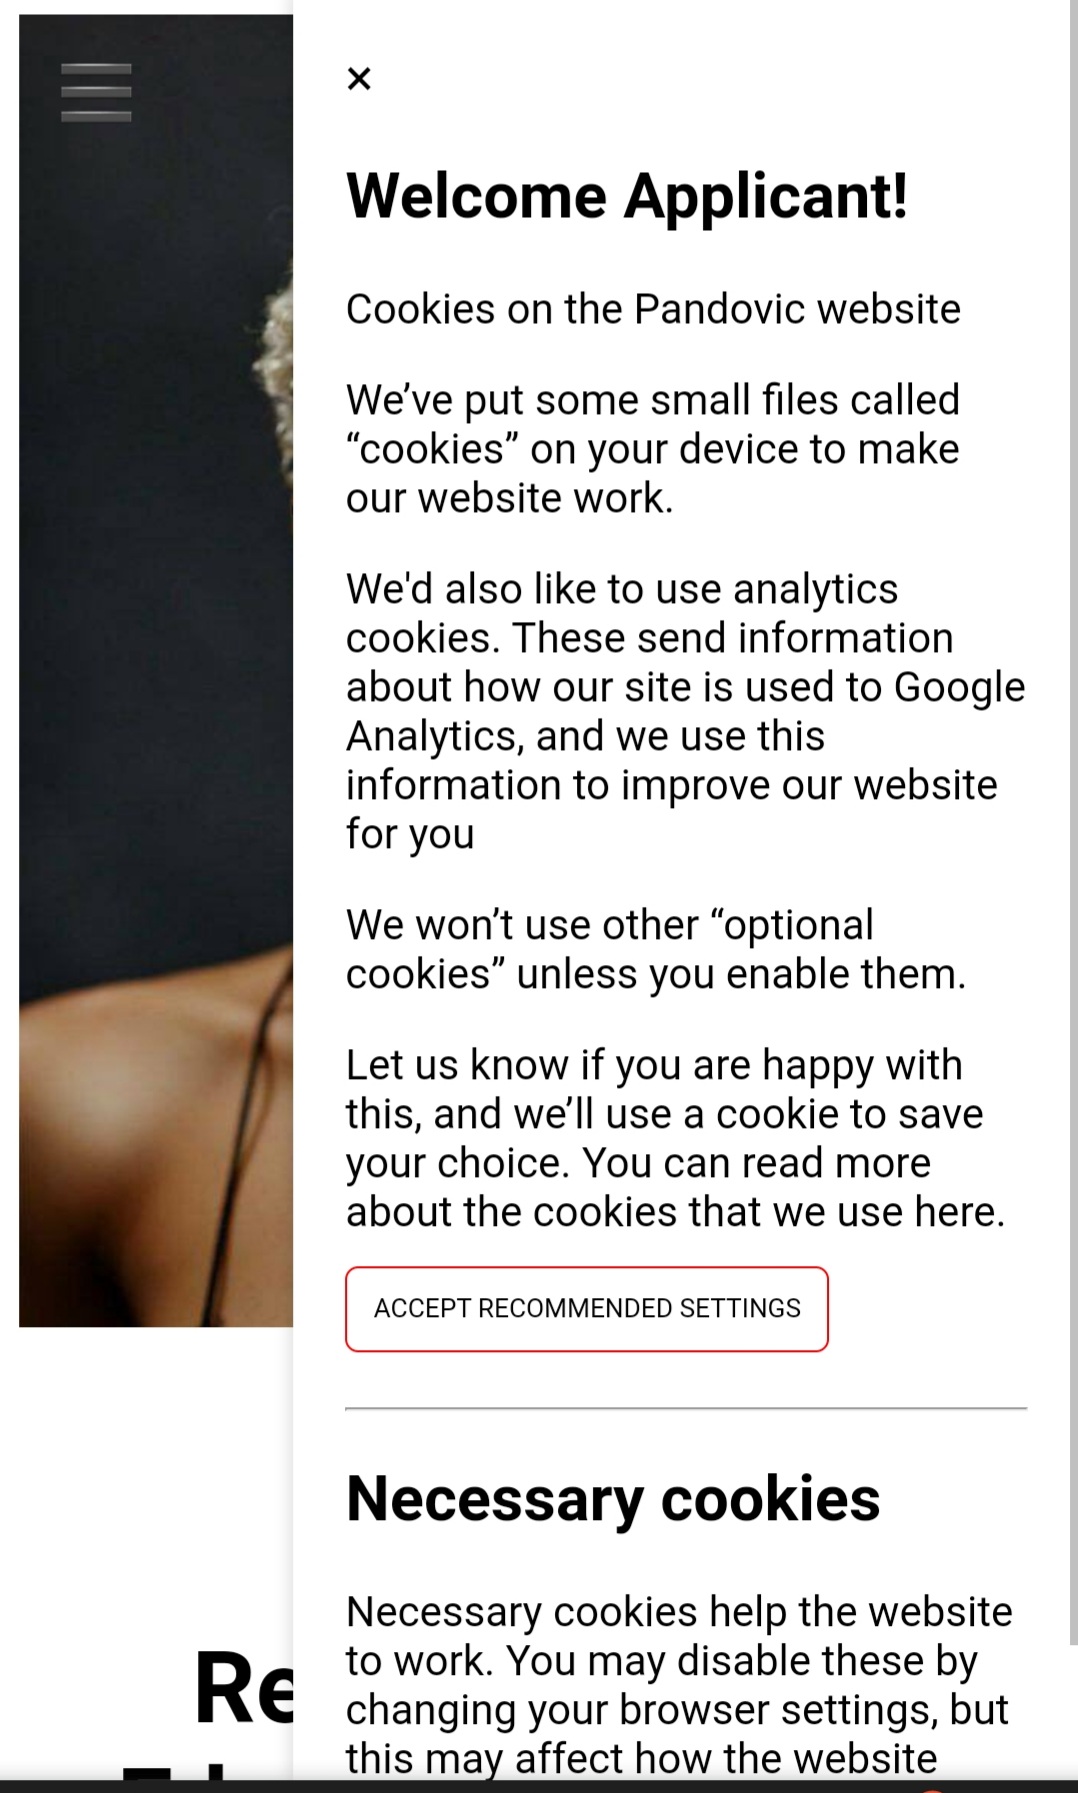 ×
Welcome Applicant!
Cookies on the Pandovic website
We’ve put some small files called
“cookies” on your device to make
our website work.
We'd also like to use analytics
cookies. These send information
about how our site is used to Google
Analytics, and we use this
information to improve our website
for you
We won’t use other “optional
cookies” unless you enable them.
Let us know if you are happy with
this, and we’ll use a cookie to save
your choice. You can read more
about the cookies that we use here.
ACCEPT RECOMMENDED SETTINGS
Necessary cookies
Necessary cookies help the website
to work. You may disable these by
changing your browser settings, but
this may affect how the website
Re